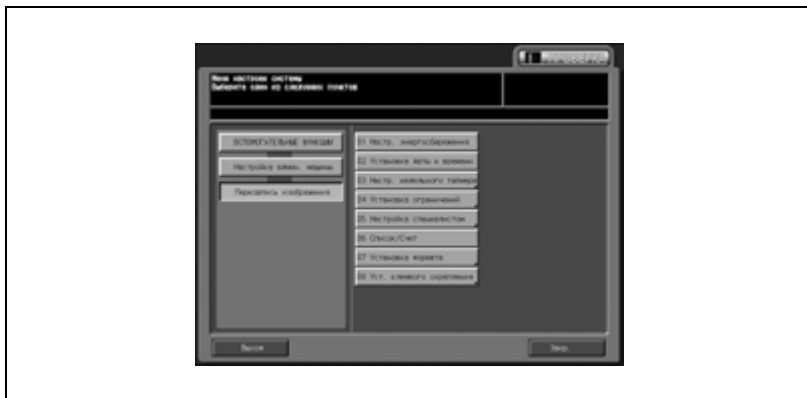 Меню настроек системы
Выберите один из следующих пунктов
ВСПОМОГАТЕЛЬНЫЕ ФУНКЦИИ
Настройка админ. машины
Перезапись изображения
01 Настр. энергосбережения
02 Установка даты и времени
03 Настр. недельного таймера
04 Установка ограничений
05 Настройка специалистом
06 Список/Счет
07 Установка формата
08 Уст. клеевого скрепления
Выход
Закр.